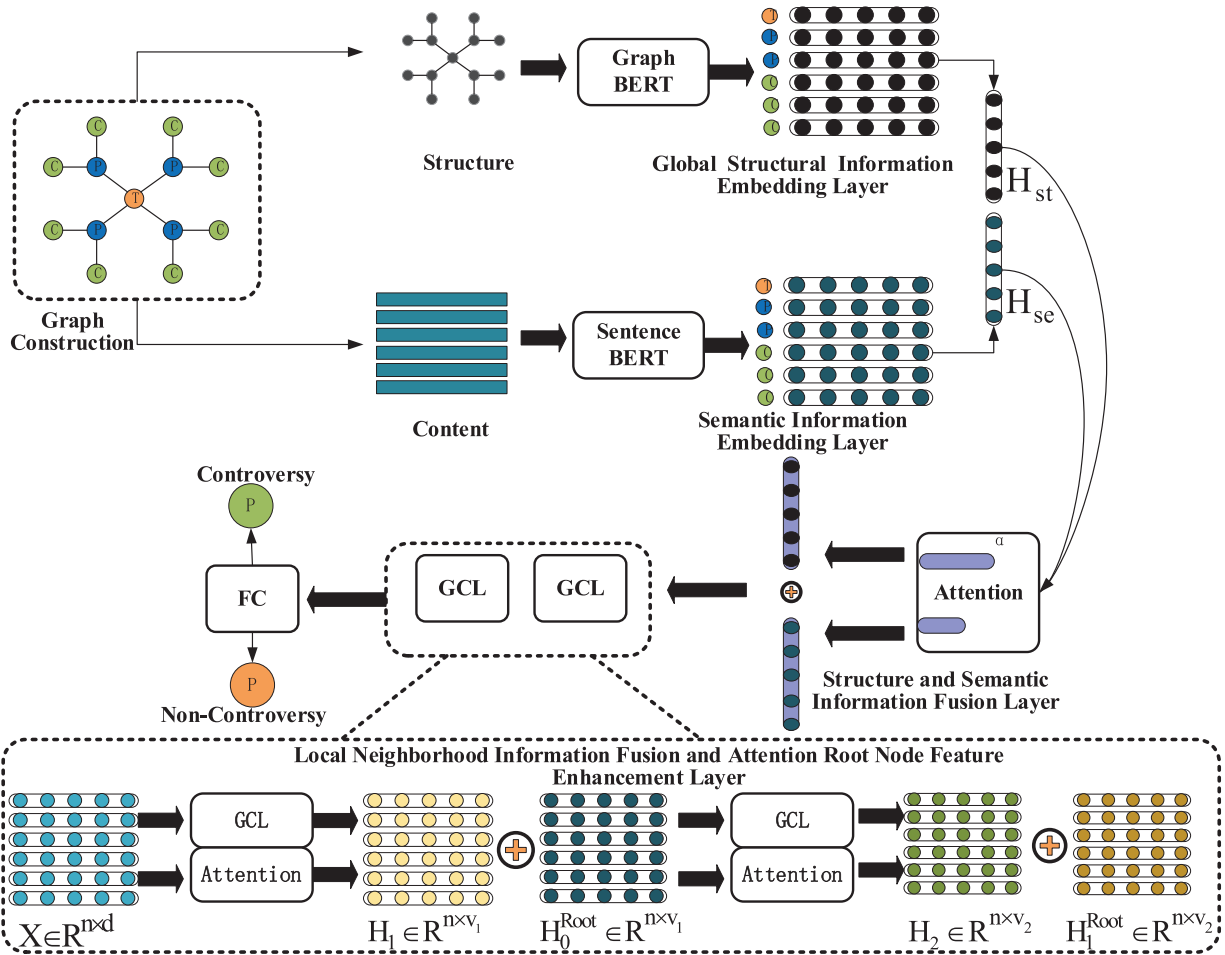 Graph
BERT
T
P
P
C
C
C
Structure
Global Structural Information
Embedding Layer
H_st
C
C
C
P
P
C
T
C
P
P
C
C
C
Graph
Construction
Sentence
BERT
T
P
P
C
C
C
H_se
Content
Semantic Information
Embedding Layer
Controversy
P
FC
P
Non-Controversy
GCL
GCL
α
Attention
Structure and Semantic
Information Fusion Layer
Local Neighborhood Information Fusion and Attention Root Node Feature
Enhancement Layer
GCL
Attention
GCL
Attention
X∈R^{n×d}
H_1∈R^{n×v_1}
H_0^{Root}∈R^{n×v_1}
H_2∈R^{n×v_2}
H_1^{Root}∈R^{n×v_2}